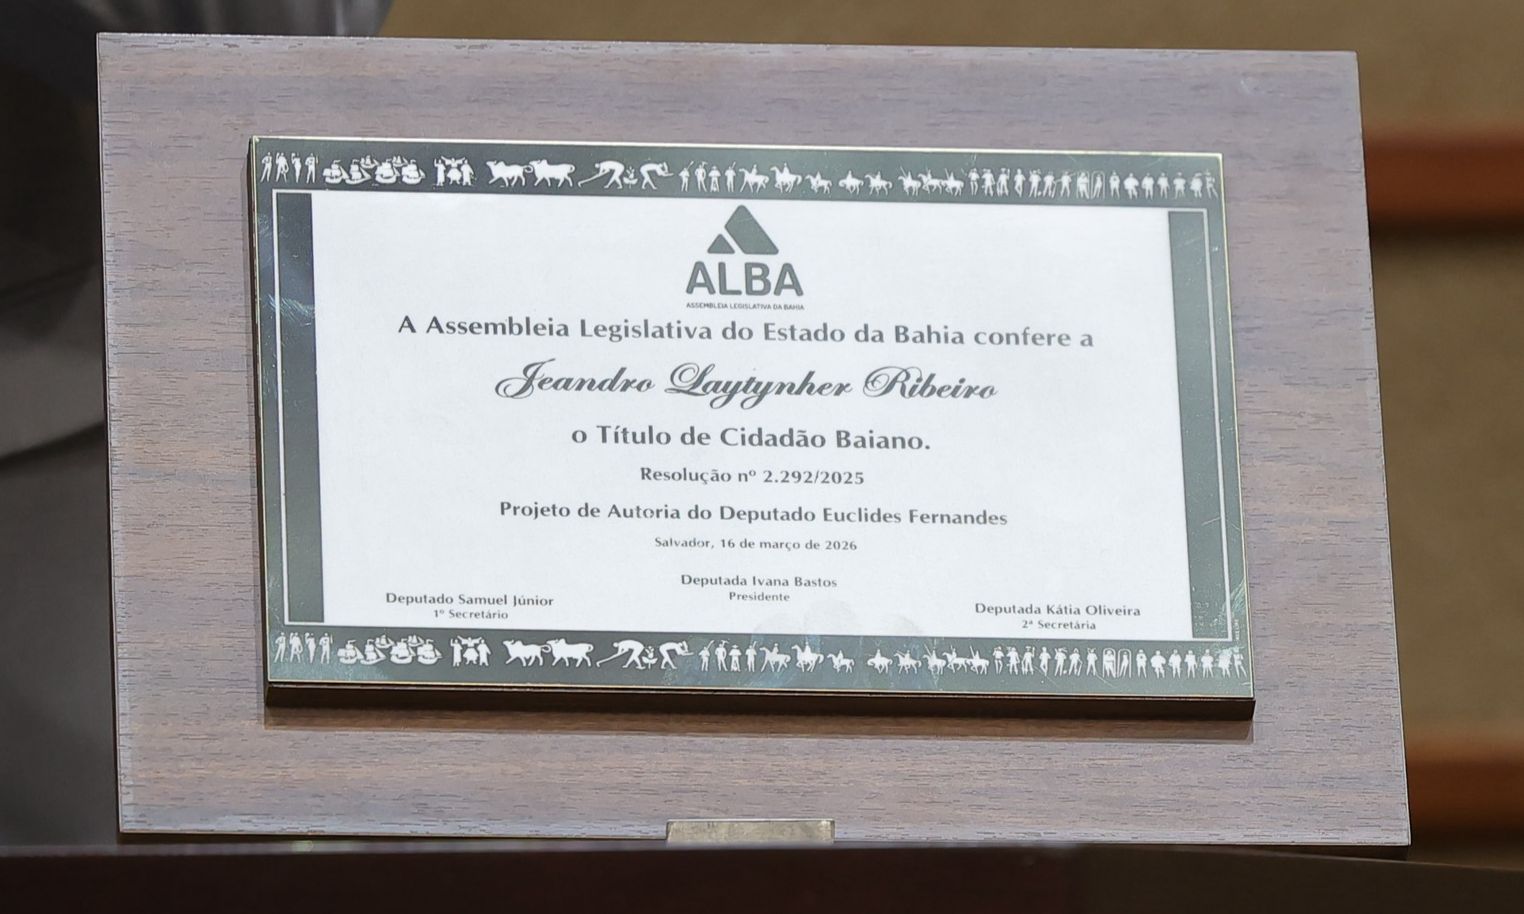 ALBA
ASSEMBLEIA LEGISLATIVA DA BAHIA
A Assembleia Legislativa do Estado da Bahia confere a
Jeandro Laytynher Ribeiro
o Título de Cidadão Baiano.
Resolução nº 2.292/2025
Projeto de Autoria do Deputado Euclides Fernandes
Salvador, 16 de março de 2026
Deputada Ivana Bastos
Presidente
Deputado Samuel Júnior
1º Secretário
Deputada Kátia Oliveira
2ª Secretária